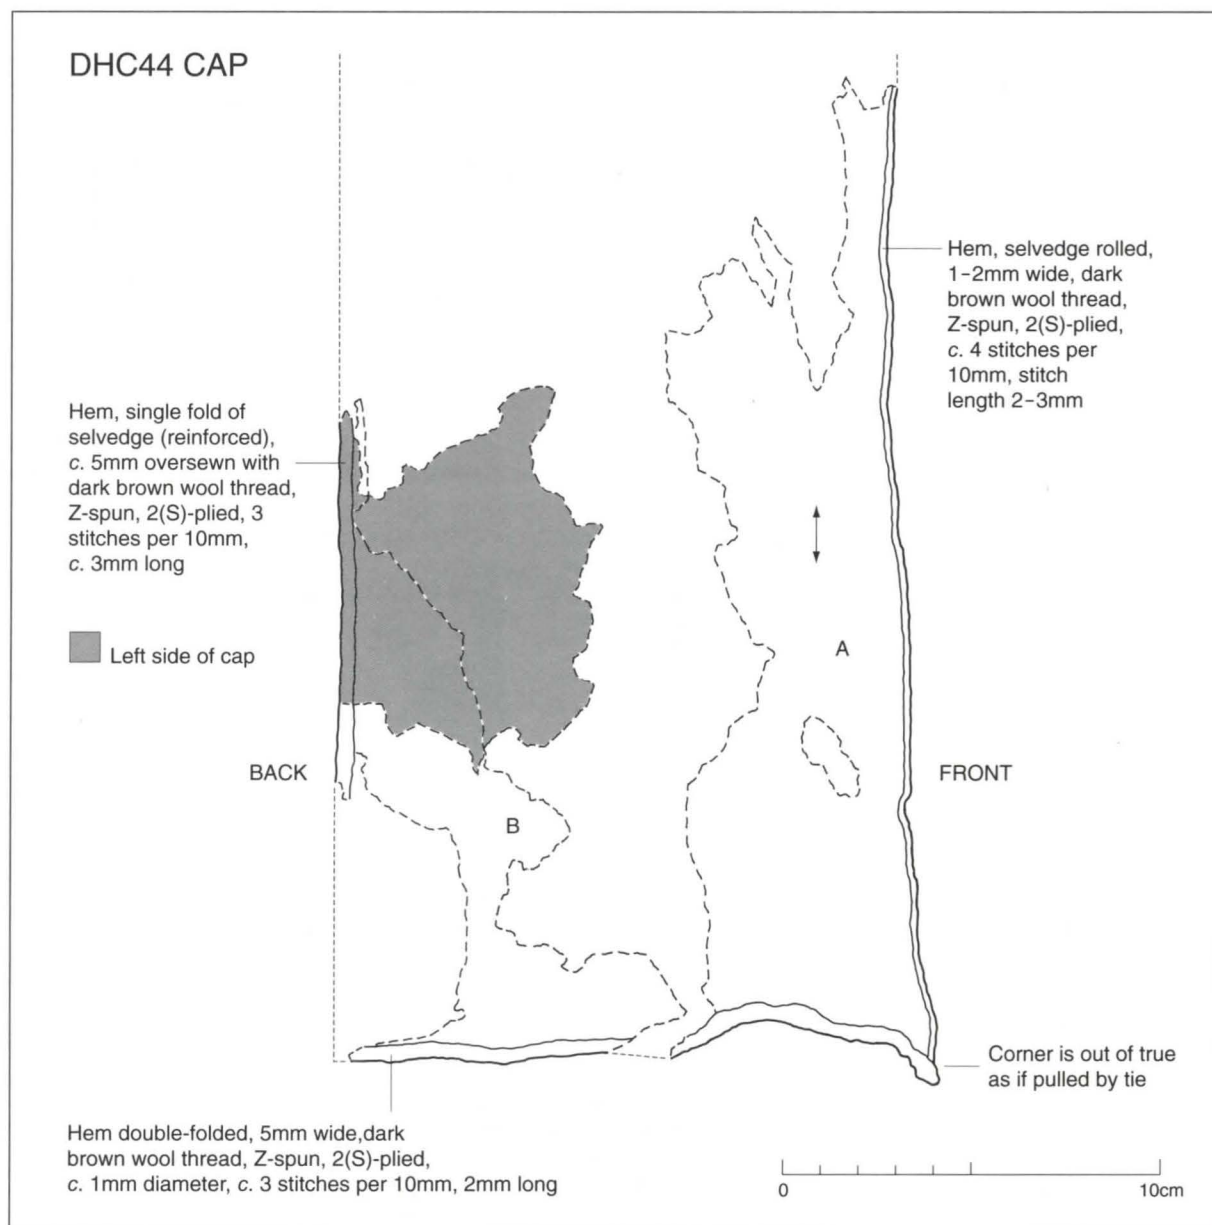 DHC44 CAP
Hem, selvedge rolled,
1–2mm wide, dark
brown wool thread,
Z-spun, 2(S)-plied,
c. 4 stitches per
10mm, stitch
length 2–3mm
Hem, single fold of
selvedge (reinforced),
c. 5mm oversewn with
dark brown wool thread,
Z-spun, 2(S)-plied, 3
stitches per 10mm,
c. 3mm long
Left side of cap
A
BACK
FRONT
B
Corner is out of true
as if pulled by tie
Hem double-folded, 5mm wide,dark
brown wool thread, Z-spun, 2(S)-plied,
c. 1mm diameter, c. 3 stitches per 10mm, 2mm long
0
10cm